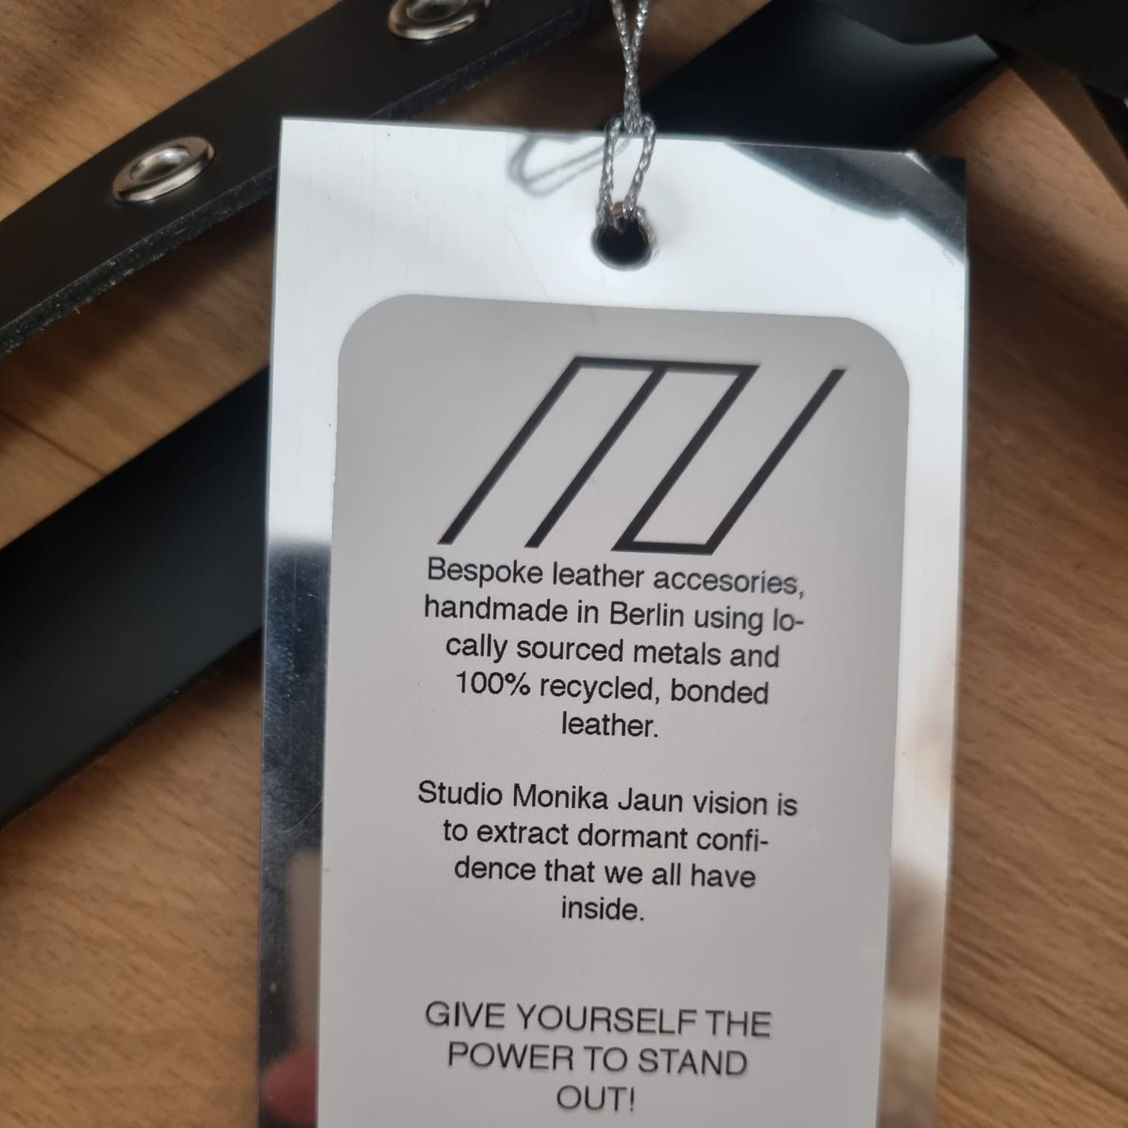 Bespoke leather accesories,
handmade in Berlin using lo-
cally sourced metals and
100% recycled, bonded
leather.
Studio Monika Jaun vision is
to extract dormant confi-
dence that we all have
inside.
GIVE YOURSELF THE
POWER TO STAND
OUT!